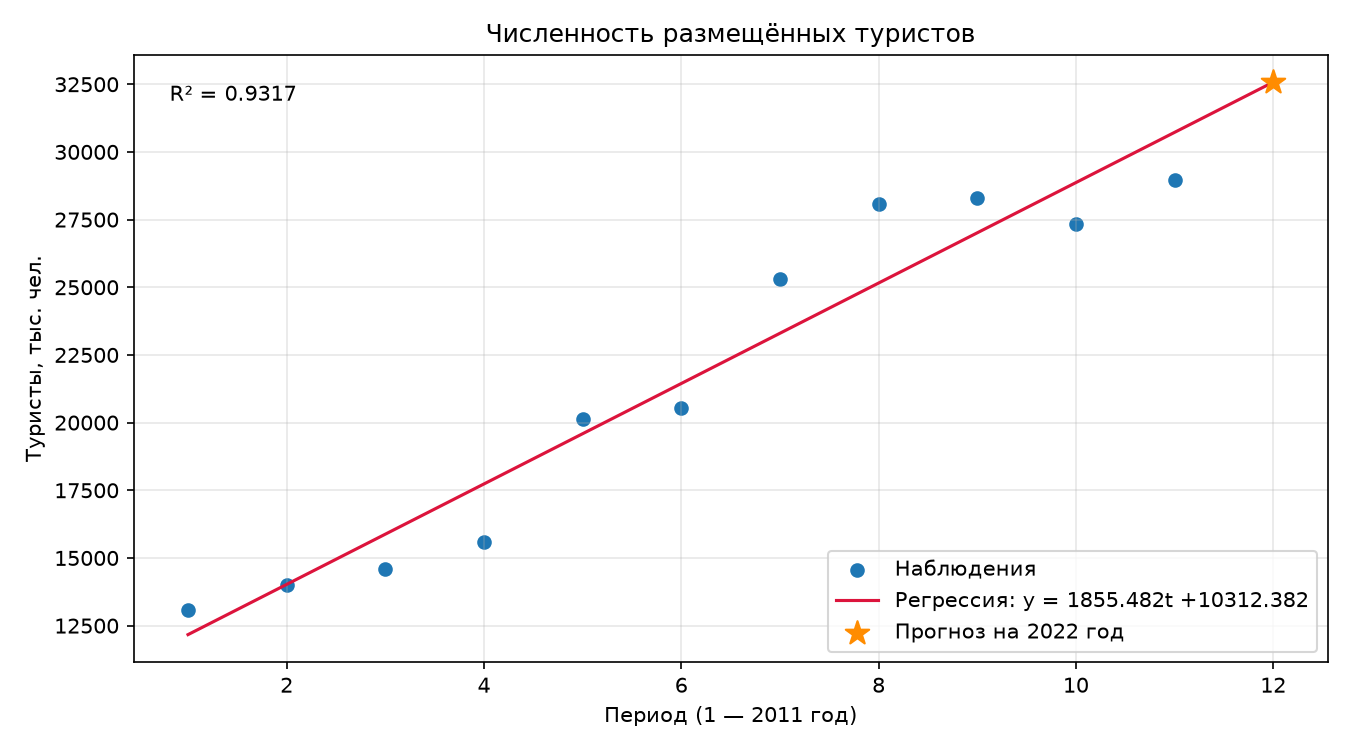 Численность размещённых туристов
R² = 0.9317
32500
30000
27500
25000
22500
20000
17500
15000
12500
Туристы, тыс. чел.
Наблюдения
Регрессия: y = 1855.482t +10312.382
Прогноз на 2022 год
2 4 6 8 10 12
Период (1 — 2011 год)